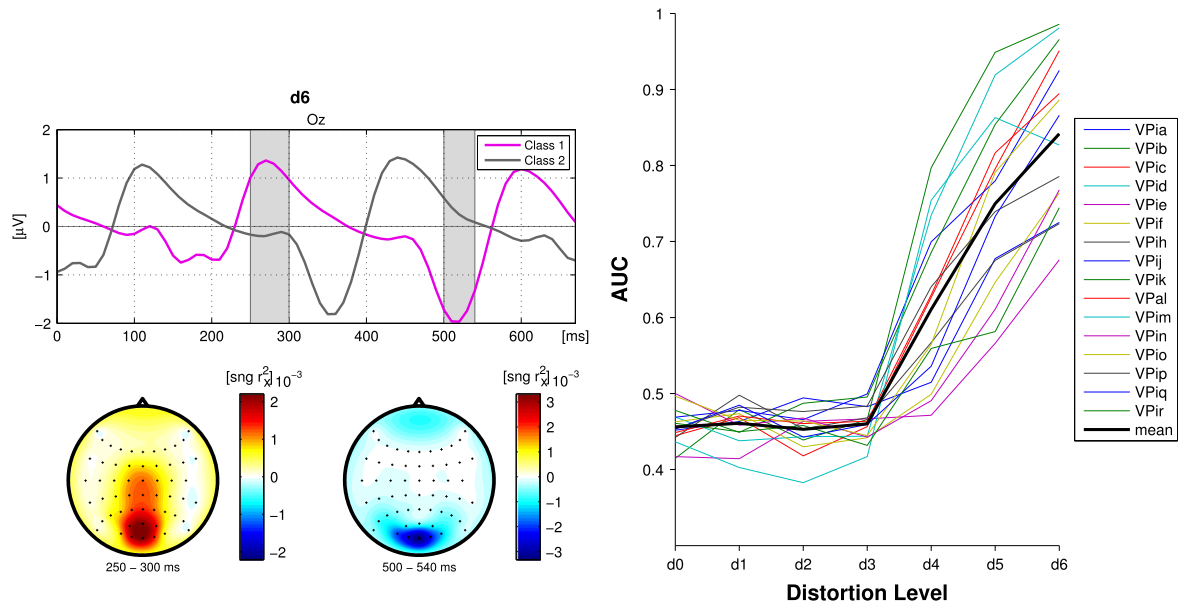 d6
Oz
[µV]
2
1
0
−1
−2
Class 1
Class 2
0
100
200
300
400
500
600
[ms]
[sng r²]
x 10⁻³
2
1
0
−1
−2
250 − 300 ms
[sng r²]
x 10⁻³
3
2
1
0
−1
−2
−3
500 − 540 ms
AUC
1
0.9
0.8
0.7
0.6
0.5
0.4
d0
d1
d2
d3
d4
d5
d6
Distortion Level
VPia
VPib
VPic
VPid
VPie
VPif
VPih
VPij
VPik
VPal
VPim
VPin
VPio
VPip
VPiq
VPir
mean